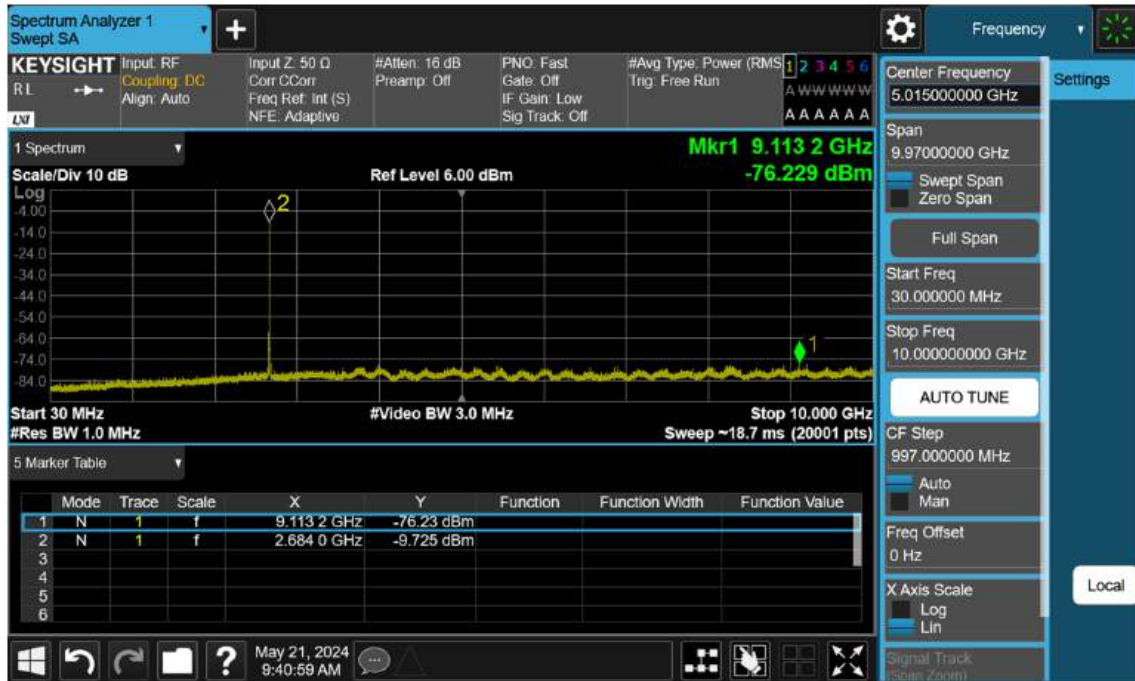 Spectrum Analyzer 1
Swept SA
+
Frequency
KEYSIGHT
RL
LXI
Input: RF
Coupling: DC
Align: Auto
Input Z: 50 Ω
Corr CCorr
Freq Ref: Int (S)
NFE: Adaptive
#Atten: 16 dB
Preamp: Off
PNO: Fast
Gate: Off
IF Gain: Low
Sig Track: Off
#Avg Type: Power (RMS
Trig: Free Run
1 2 3 4 5 6
A W W W W W
A A A A A A
1 Spectrum
Scale/Div 10 dB
Ref Level 6.00 dBm
Mkr1 9.113 2 GHz
-76.229 dBm
Log
-4.00
-14.0
-24.0
-34.0
-44.0
-54.0
-64.0
-74.0
-84.0
2
1
Start 30 MHz
#Video BW 3.0 MHz
Stop 10.000 GHz
#Res BW 1.0 MHz
Sweep ~18.7 ms (20001 pts)
5 Marker Table
Mode Trace Scale X Y Function Function Width Function Value
1 N 1 f 9.113 2 GHz -76.23 dBm
2 N 1 f 2.684 0 GHz -9.725 dBm
3
4
5
6
?
May 21, 2024
9:40:59 AM
Center Frequency
5.015000000 GHz
Span
9.97000000 GHz
Swept Span
Zero Span
Full Span
Start Freq
30.000000 MHz
Stop Freq
10.000000000 GHz
AUTO TUNE
CF Step
997.000000 MHz
Auto
Man
Freq Offset
0 Hz
X Axis Scale
Log
Lin
Signal Track
(Span Zoom)
Settings
Local